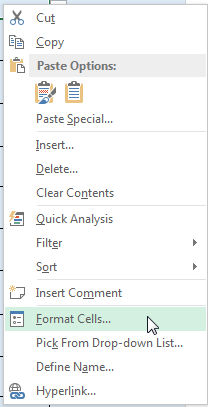 Cut
Copy
Paste Options:
Paste Special...
Insert...
Delete...
Clear Contents
Quick Analysis
Filter
Sort
Insert Comment
Format Cells...
Pick From Drop-down List...
Define Name...
Hyperlink...